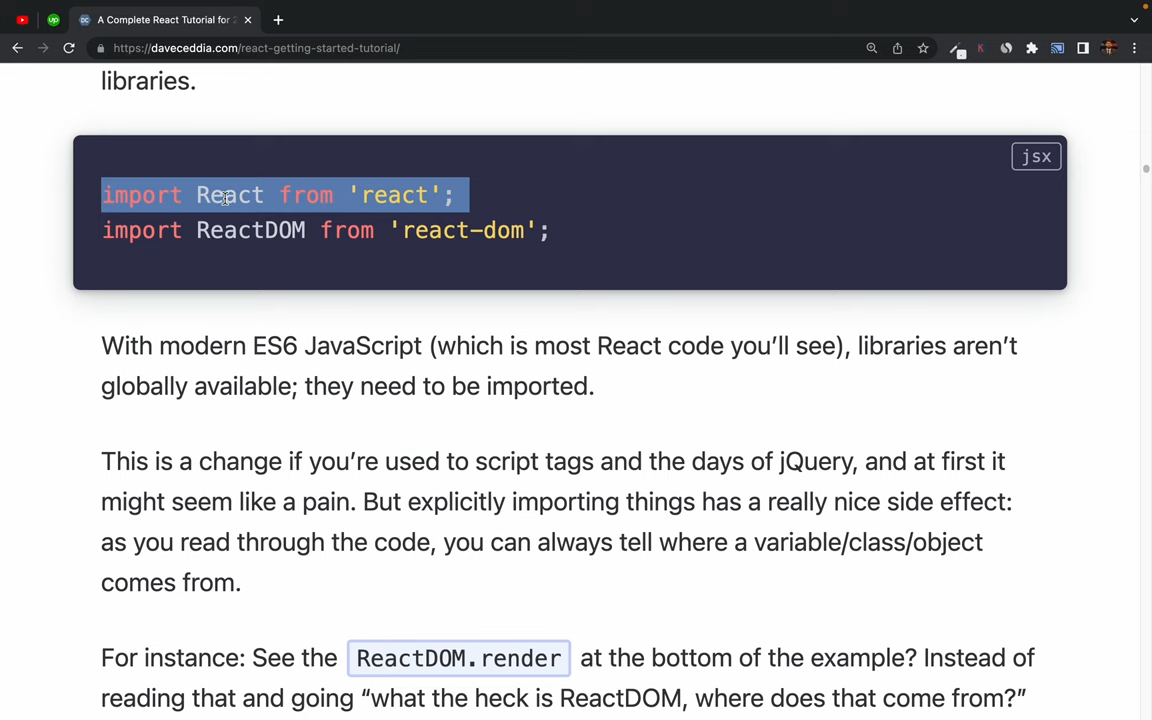 A Complete React Tutorial for 2
https://daveceddia.com/react-getting-started-tutorial/
libraries.
jsx
import React from 'react';
import ReactDOM from 'react-dom';
With modern ES6 JavaScript (which is most React code you’ll see), libraries aren’t
globally available; they need to be imported.
This is a change if you’re used to script tags and the days of jQuery, and at first it
might seem like a pain. But explicitly importing things has a really nice side effect:
as you read through the code, you can always tell where a variable/class/object
comes from.
For instance: See the ReactDOM.render at the bottom of the example? Instead of
reading that and going “what the heck is ReactDOM, where does that come from?”